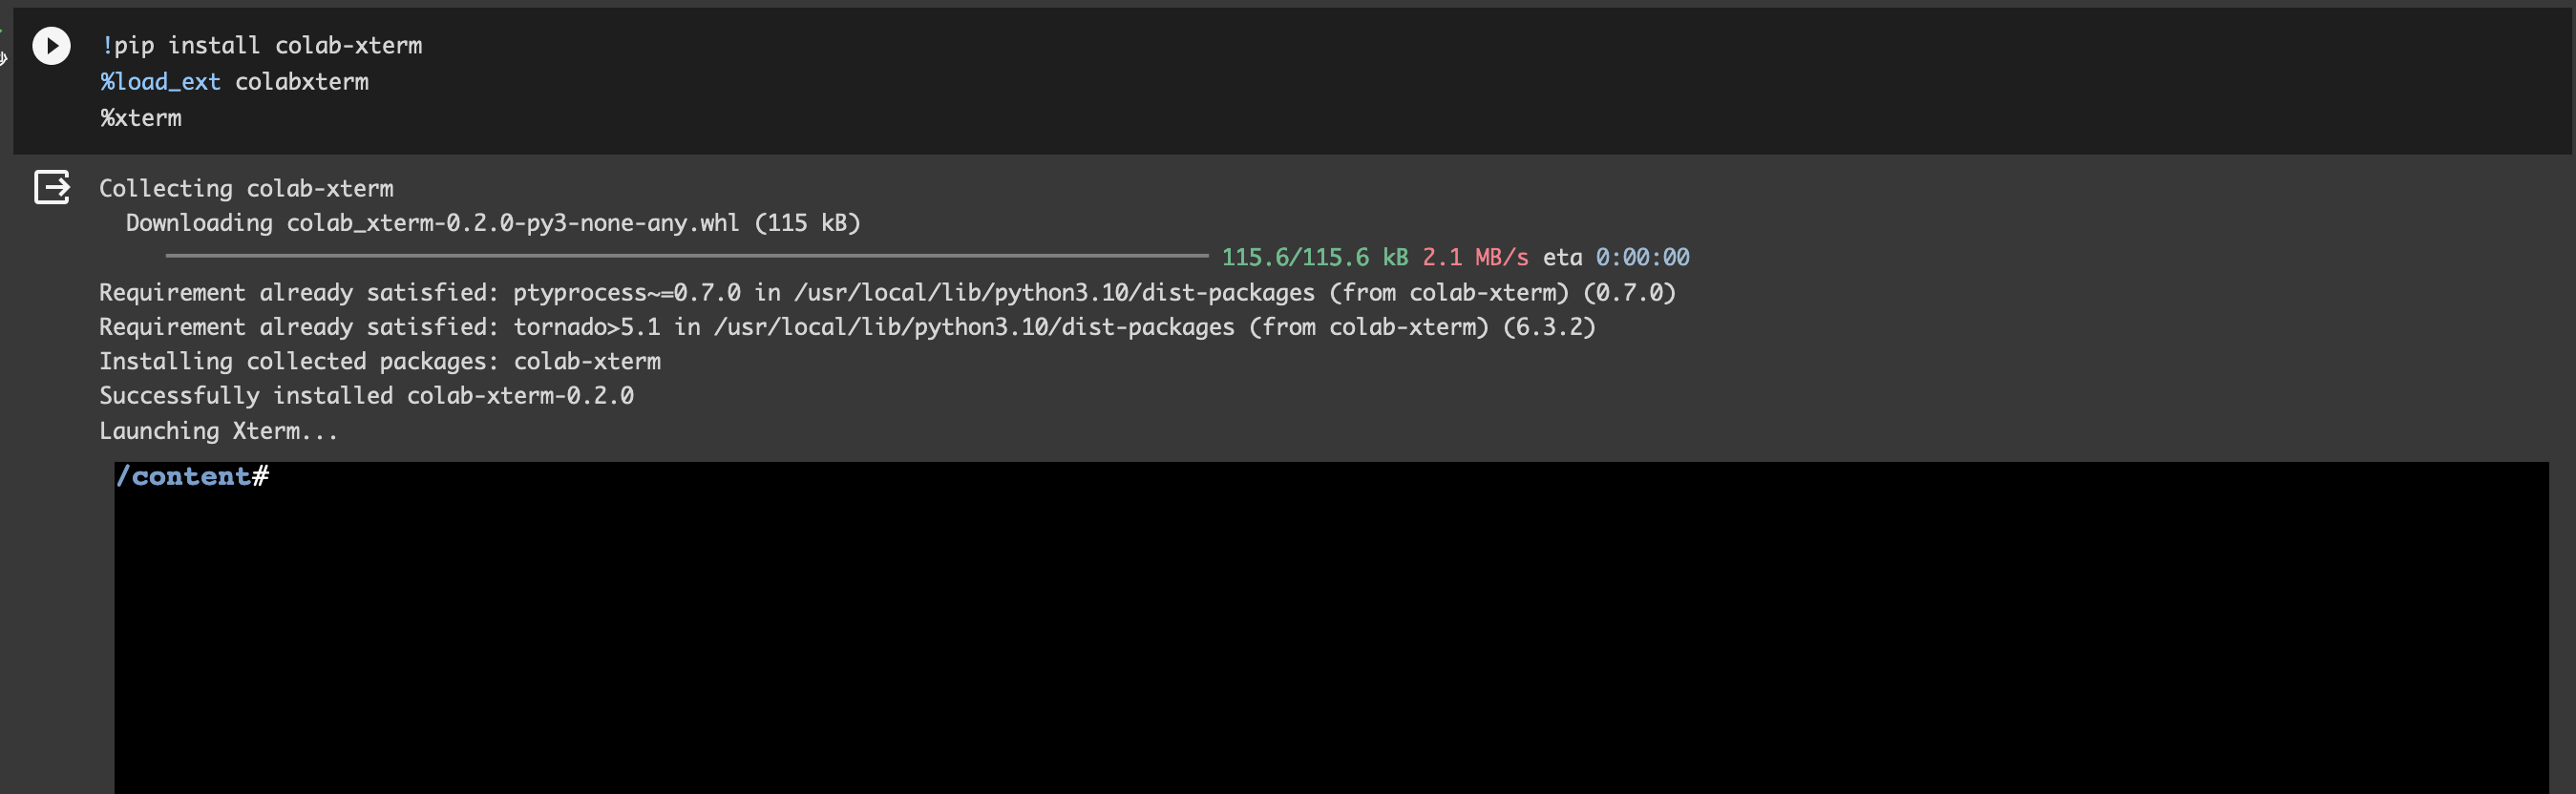 !pip install colab-xterm
%load_ext colabxterm
%xterm
Collecting colab-xterm
  Downloading colab_xterm-0.2.0-py3-none-any.whl (115 kB)
115.6/115.6 kB 2.1 MB/s eta 0:00:00
Requirement already satisfied: ptyprocess~=0.7.0 in /usr/local/lib/python3.10/dist-packages (from colab-xterm) (0.7.0)
Requirement already satisfied: tornado>5.1 in /usr/local/lib/python3.10/dist-packages (from colab-xterm) (6.3.2)
Installing collected packages: colab-xterm
Successfully installed colab-xterm-0.2.0
Launching Xterm...
/content#